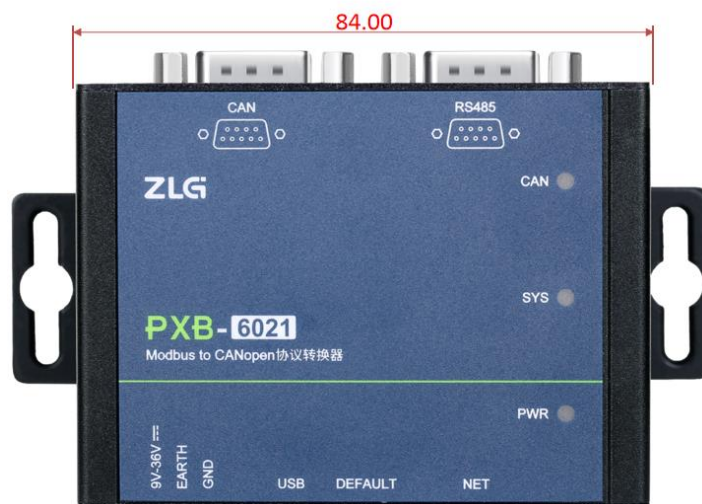 84.00
CAN
RS485
ZLG
CAN
SYS
PXB-6021
Modbus to CANopen协议转换器
PWR
9V-36V⎓
EARTH
GND
USB
DEFAULT
NET